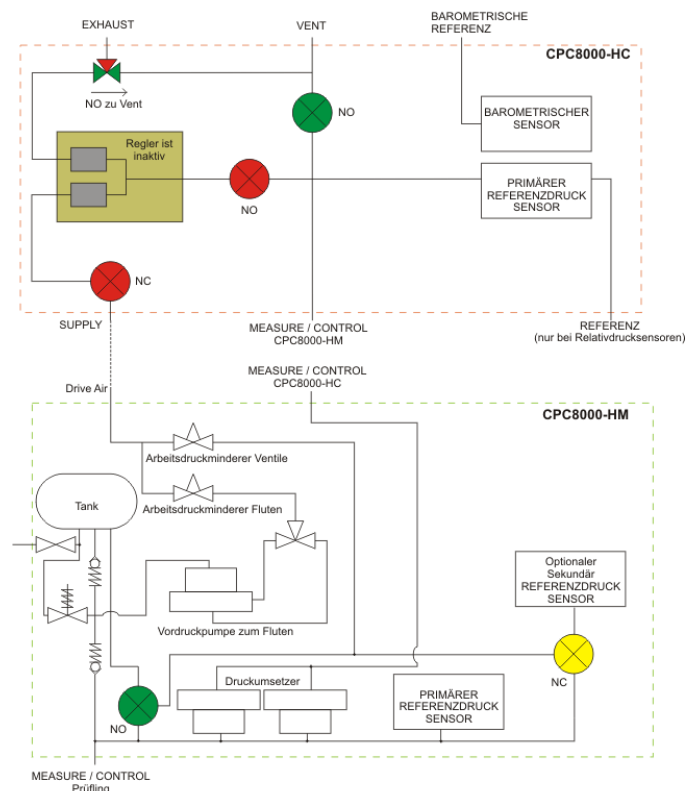 EXHAUST
VENT
BAROMETRISCHE
REFERENZ
CPC8000-HC
NO zu Vent
NO
BAROMETRISCHER
SENSOR
Regler ist
inaktiv
NO
PRIMÄRER
REFERENZDRUCK
SENSOR
NC
SUPPLY
MEASURE / CONTROL
CPC8000-HM
REFERENZ
(nur bei Relativdrucksensoren)
MEASURE / CONTROL
CPC8000-HC
Drive Air
CPC8000-HM
Arbeitsdruckminderer Ventile
Tank
Arbeitsdruckminderer Fluten
Optionaler
Sekundär
REFERENZDRUCK
SENSOR
Vordruckpumpe zum Fluten
Druckumsetzer
NC
PRIMÄRER
REFERENZDRUCK
SENSOR
NO
MEASURE / CONTROL
Prüfling